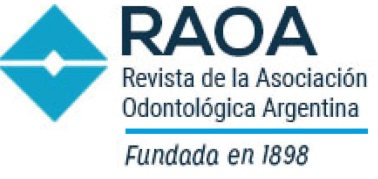 RAOA
Revista de la Asociación
Odontológica Argentina
Fundada en 1898